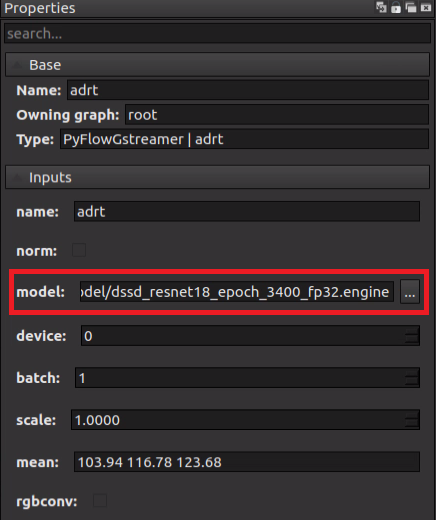 Properties
search...
Base
Name: adrt
Owning graph: root
Type: PyFlowGstreamer | adrt
Inputs
name: adrt
norm:
model: odel/dssd_resnet18_epoch_3400_fp32.engine ...
device: 0
batch: 1
scale: 1.0000
mean: 103.94 116.78 123.68
rgbconv: